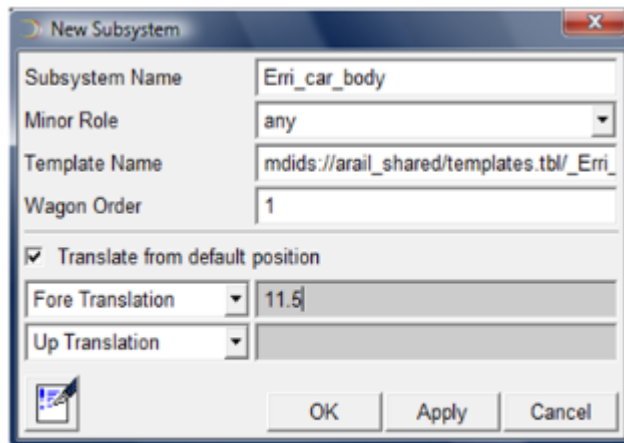 New Subsystem
Subsystem Name Erri_car_body
Minor Role any
Template Name mdids://arail_shared/templates.tbl/_Erri_
Wagon Order 1
Translate from default position
Fore Translation 11.5
Up Translation
OK Apply Cancel